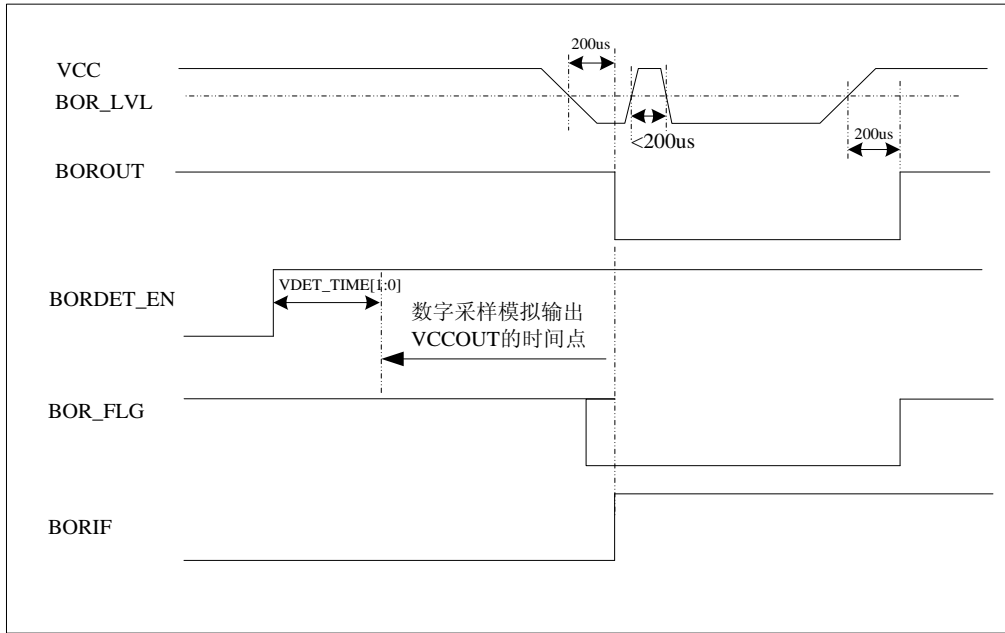 200us
VCC
BOR_LVL
<200us
200us
BOROUT
BORDET_EN
VDET_TIME[1:0]
数字采样模拟输出
VCCOUT的时间点
BOR_FLG
BORIF